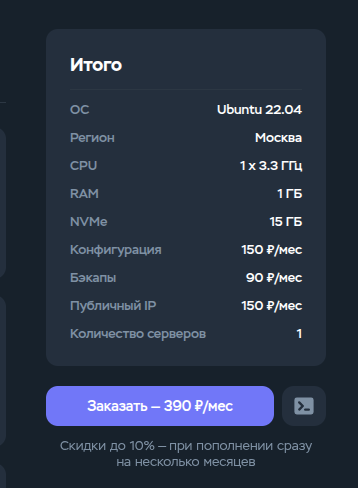 Итого
ОС Ubuntu 22.04
Регион Москва
CPU 1 x 3.3 ГГц
RAM 1 ГБ
NVMe 15 ГБ
Конфигурация 150 ₽/мес
Бэкапы 90 ₽/мес
Публичный IP 150 ₽/мес
Количество серверов 1
Заказать — 390 ₽/мес
Скидки до 10% — при пополнении сразу
на несколько месяцев